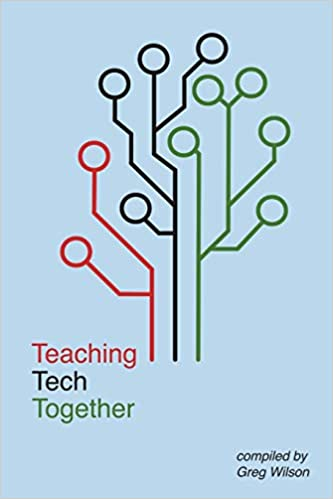 Teaching
Tech
Together
compiled by
Greg Wilson